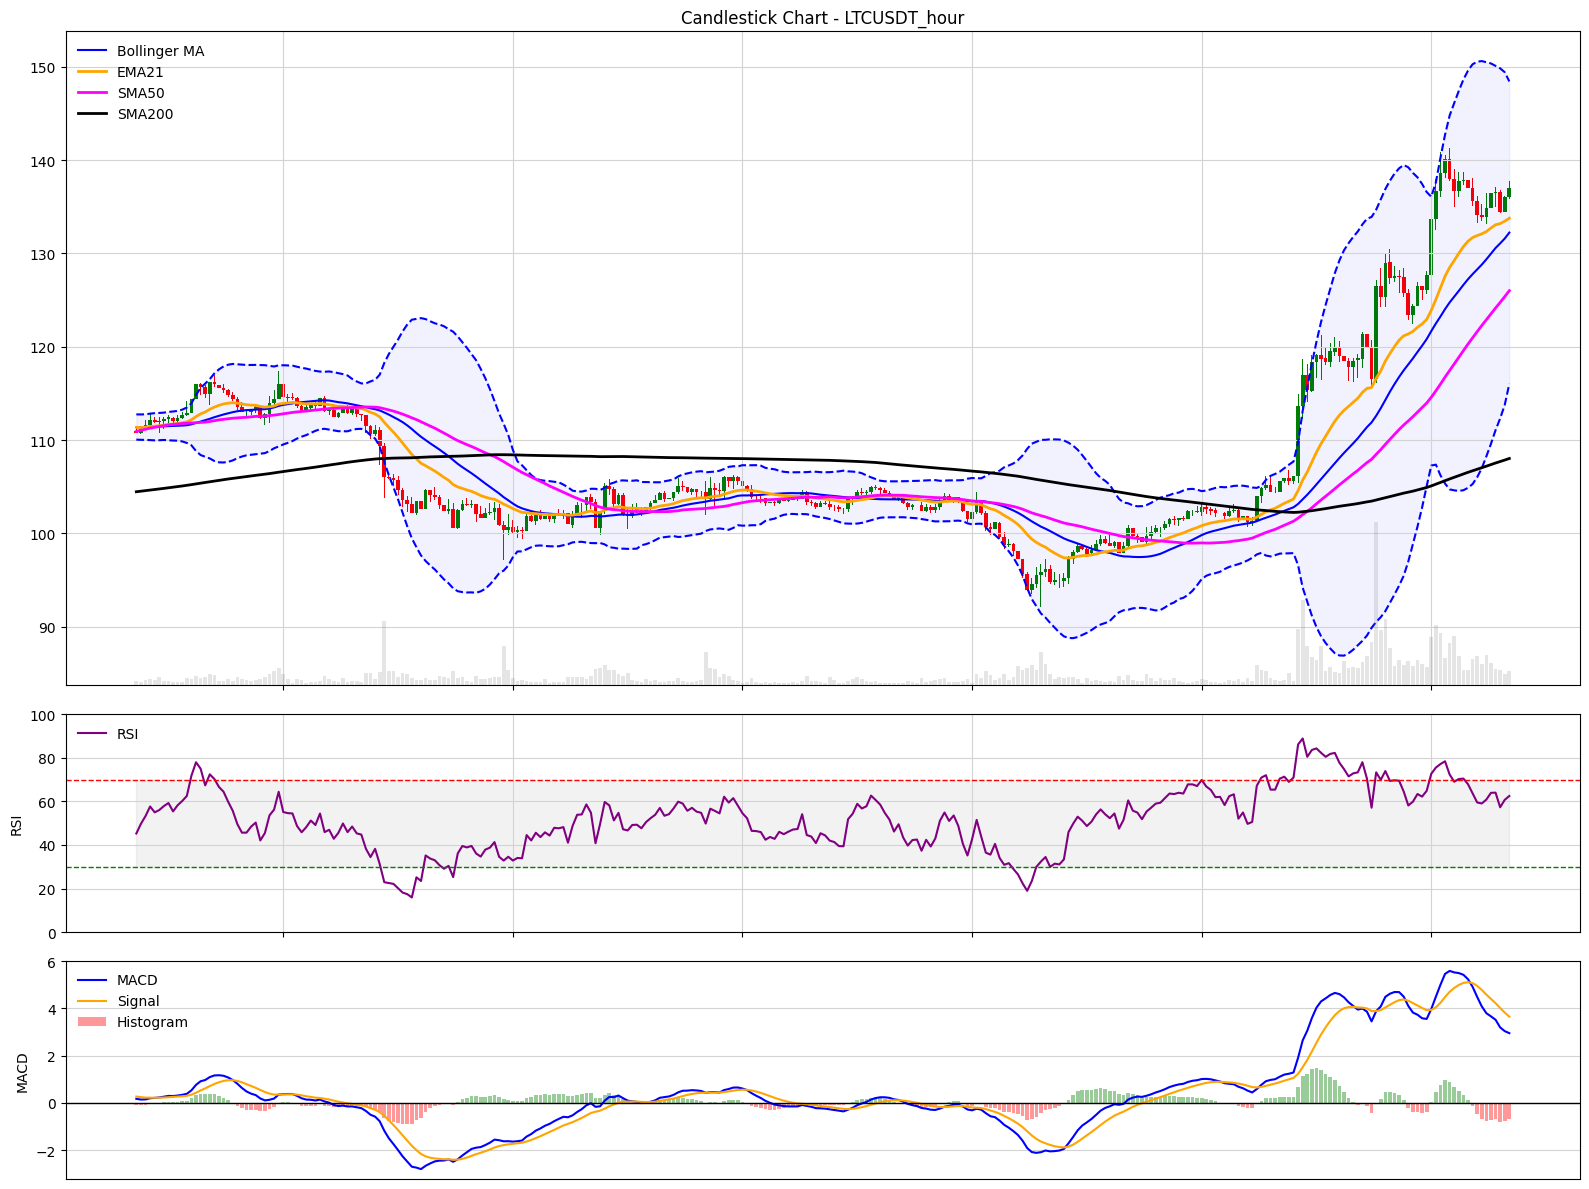 Candlestick Chart - LTCUSDT_hour
Bollinger MA
EMA21
SMA50
SMA200
150
140
130
120
110
100
90
RSI
100
80
60
40
20
0
RSI
MACD
Signal
Histogram
6
4
2
0
−2
MACD